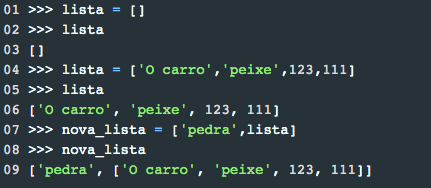 01 >>> lista = []
02 >>> lista
03 []
04 >>> lista = ['O carro','peixe',123,111]
05 >>> lista
06 ['O carro', 'peixe', 123, 111]
07 >>> nova_lista = ['pedra',lista]
08 >>> nova_lista
09 ['pedra', ['O carro', 'peixe', 123, 111]]